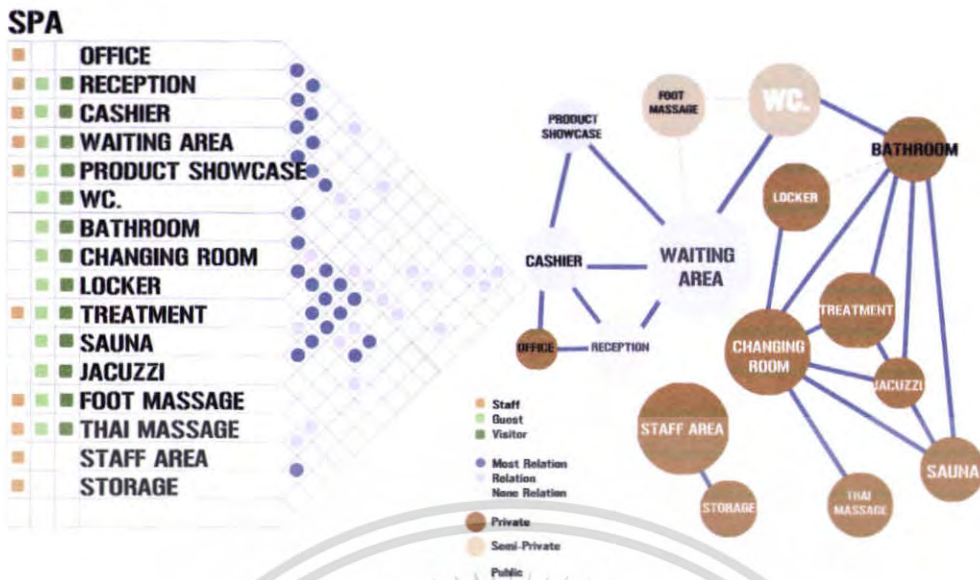 SPA
OFFICE
RECEPTION
CASHIER
WAITING AREA
PRODUCT SHOWCASE
WC.
BATHROOM
CHANGING ROOM
LOCKER
TREATMENT
SAUNA
JACUZZI
FOOT MASSAGE
THAI MASSAGE
STAFF AREA
STORAGE
PRODUCT
SHOWCASE
FOOT
MASSAGE
WC.
BATHROOM
LOCKER
CASHIER
WAITING
AREA
OFFICE
RECEPTION
TREATMENT
CHANGING
ROOM
JACUZZI
STAFF AREA
SAUNA
STORAGE
THAI
MASSAGE
Staff
Guest
Visitor
Most Relation
Relation
None Relation
Private
Semi-Private
Public